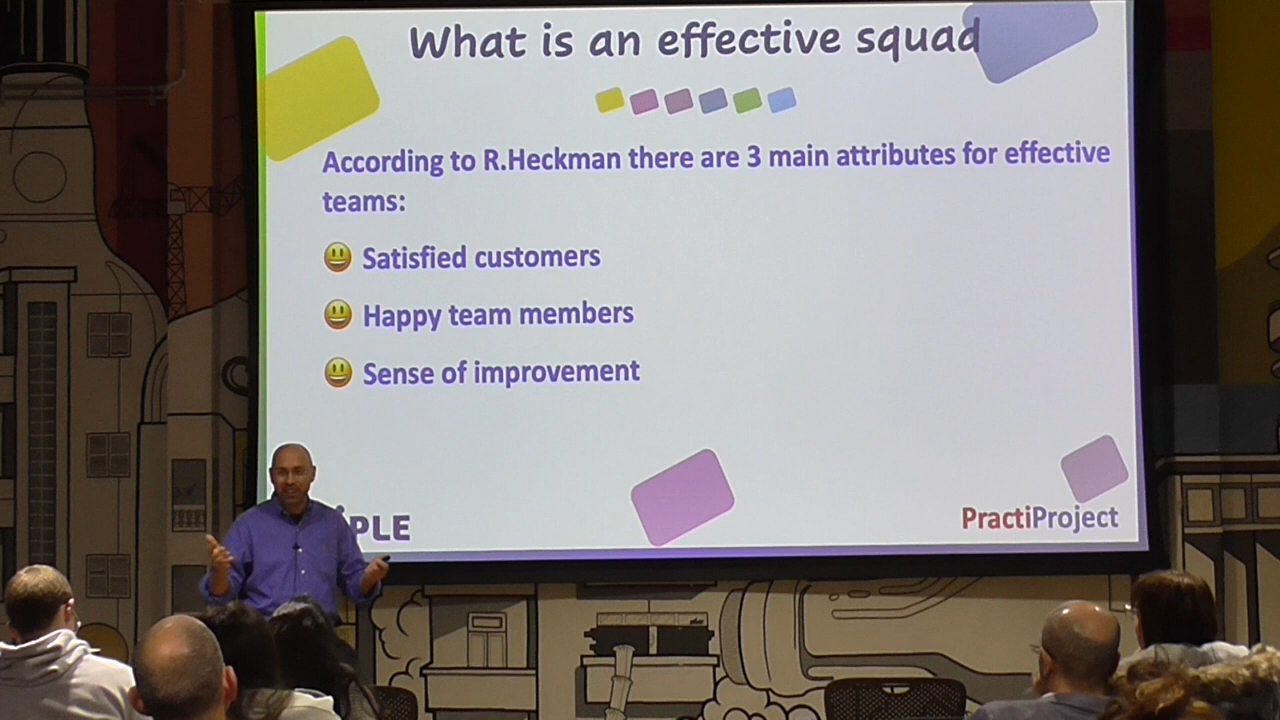 What is an effective squad
According to R.Heckman there are 3 main attributes for effective
teams:
Satisfied customers
Happy team members
Sense of improvement
iPLE
PractiProject